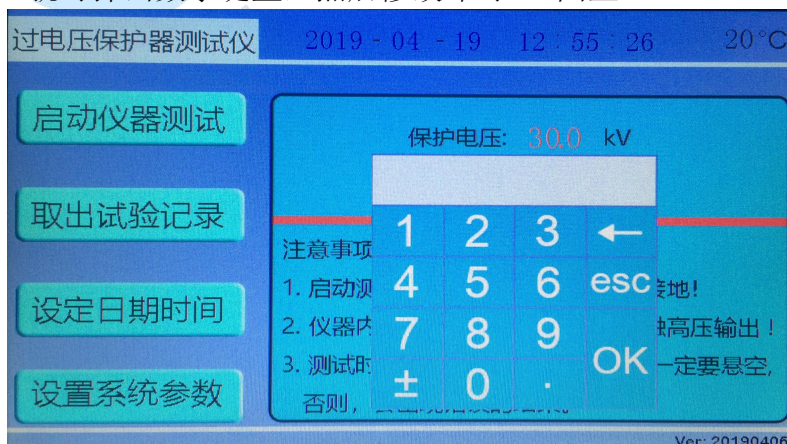 过电压保护器测试仪 2019 - 04 - 19 12 : 55 : 26 20°C
启动仪器测试
取出试验记录
设定日期时间
设置系统参数
保护电压: 30.0 kV
1 2 3 ←
4 5 6 esc
7 8 9
± 0 . OK
注意事项
1. 启动测 接地!
2. 仪器内 触高压输出!
3. 测试时 一定要悬空,
否则,
Ver: 20190406